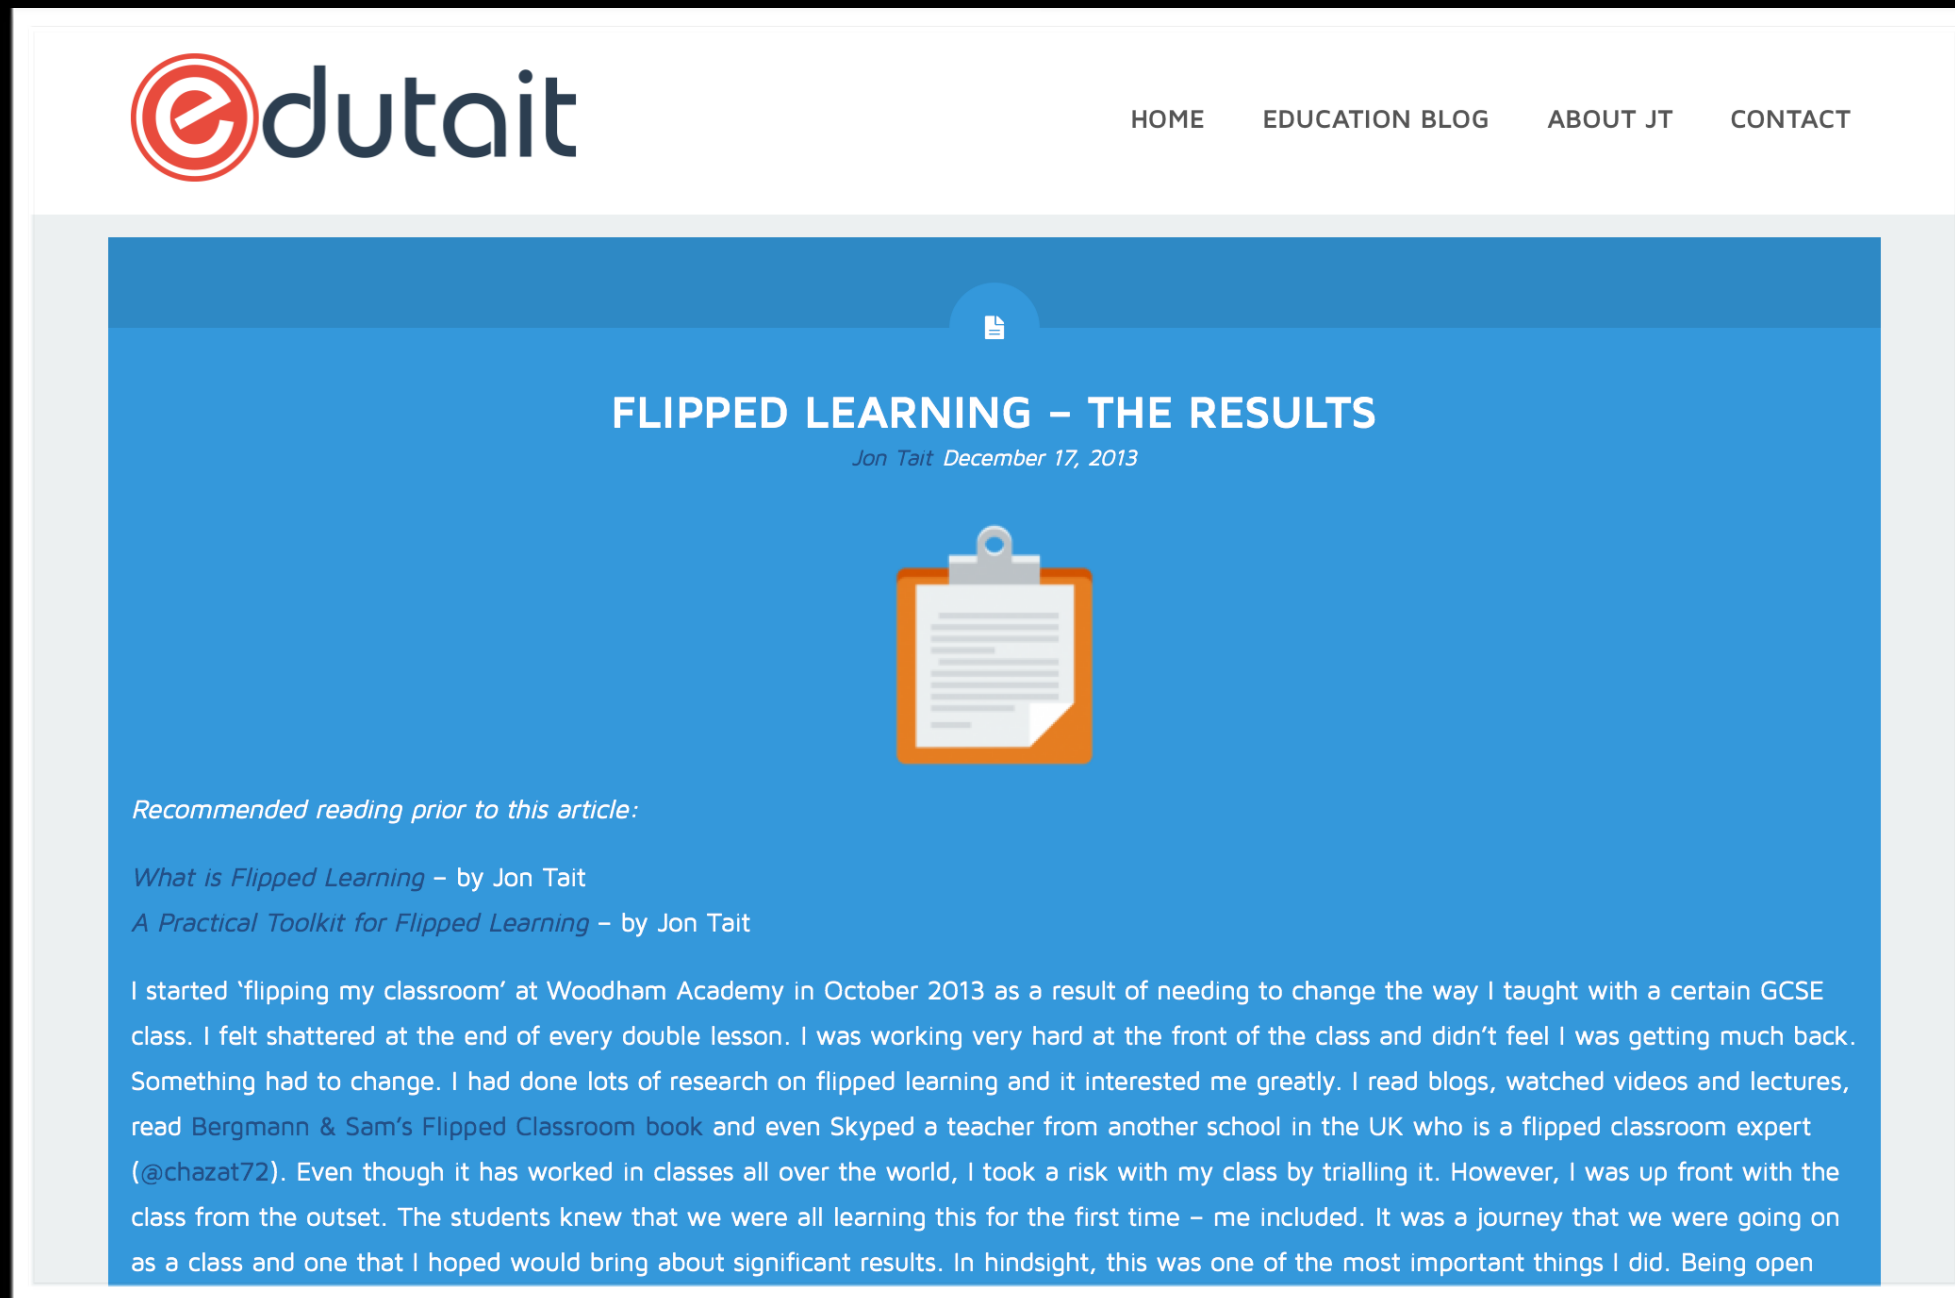 edutait
HOME EDUCATION BLOG ABOUT JT CONTACT
FLIPPED LEARNING – THE RESULTS
Jon Tait December 17, 2013
Recommended reading prior to this article:
What is Flipped Learning – by Jon Tait
A Practical Toolkit for Flipped Learning – by Jon Tait
I started ‘flipping my classroom’ at Woodham Academy in October 2013 as a result of needing to change the way I taught with a certain GCSE
class. I felt shattered at the end of every double lesson. I was working very hard at the front of the class and didn’t feel I was getting much back.
Something had to change. I had done lots of research on flipped learning and it interested me greatly. I read blogs, watched videos and lectures,
read Bergmann & Sam’s Flipped Classroom book and even Skyped a teacher from another school in the UK who is a flipped classroom expert
(@chazat72). Even though it has worked in classes all over the world, I took a risk with my class by trialling it. However, I was up front with the
class from the outset. The students knew that we were all learning this for the first time – me included. It was a journey that we were going on
as a class and one that I hoped would bring about significant results. In hindsight, this was one of the most important things I did. Being open